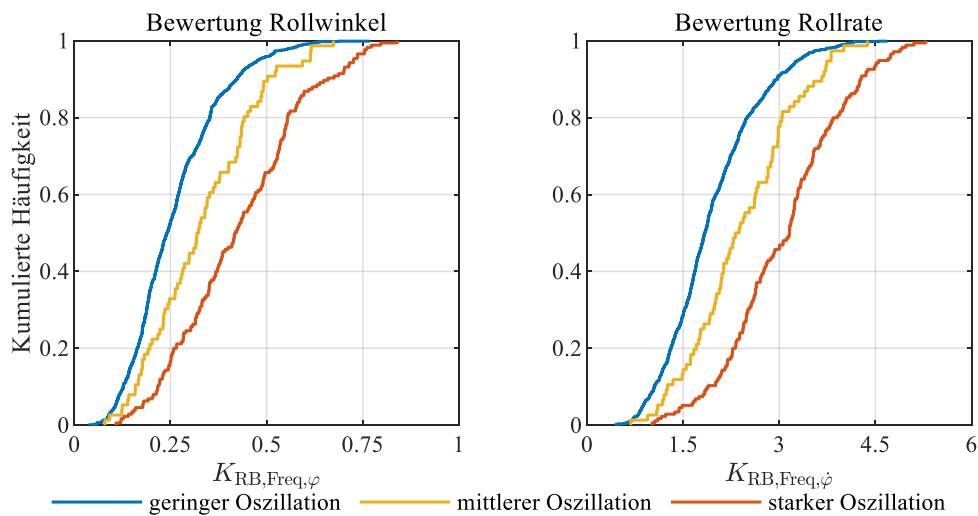 Bewertung Rollwinkel
Kumulierte Häufigkeit
1
0.8
0.6
0.4
0.2
0
0 0.25 0.5 0.75 1
K_RB,Freq,φ
Bewertung Rollrate
1
0.8
0.6
0.4
0.2
0
0 1.5 3 4.5 6
K_RB,Freq,φ̇
geringer Oszillation mittlerer Oszillation starker Oszillation